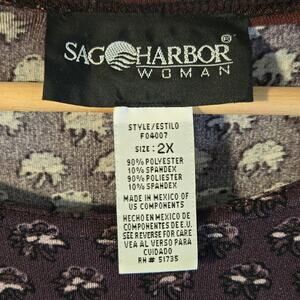 SAG HARBOR
WOMAN
STYLE/ESTILO
F04007
SIZE: 2X
90% POLYESTER
10% SPANDEX
90% POLIESTER
10% SPANDEX
MADE IN MEXICO OF
US COMPONENTS
HECHO EN MEXICO DE
COMPONENTES DE E.U.
SEE REVERSE FOR CARE
VEA AL VERSO PARA
CUIDADO
RN# 51735